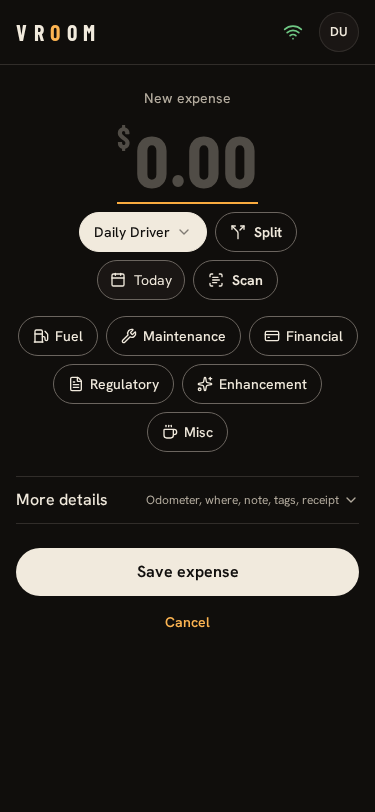 VROOM
DU
New expense
$0.00
Daily Driver
Split
Today
Scan
Fuel
Maintenance
Financial
Regulatory
Enhancement
Misc
More details
Odometer, where, note, tags, receipt
Save expense
Cancel